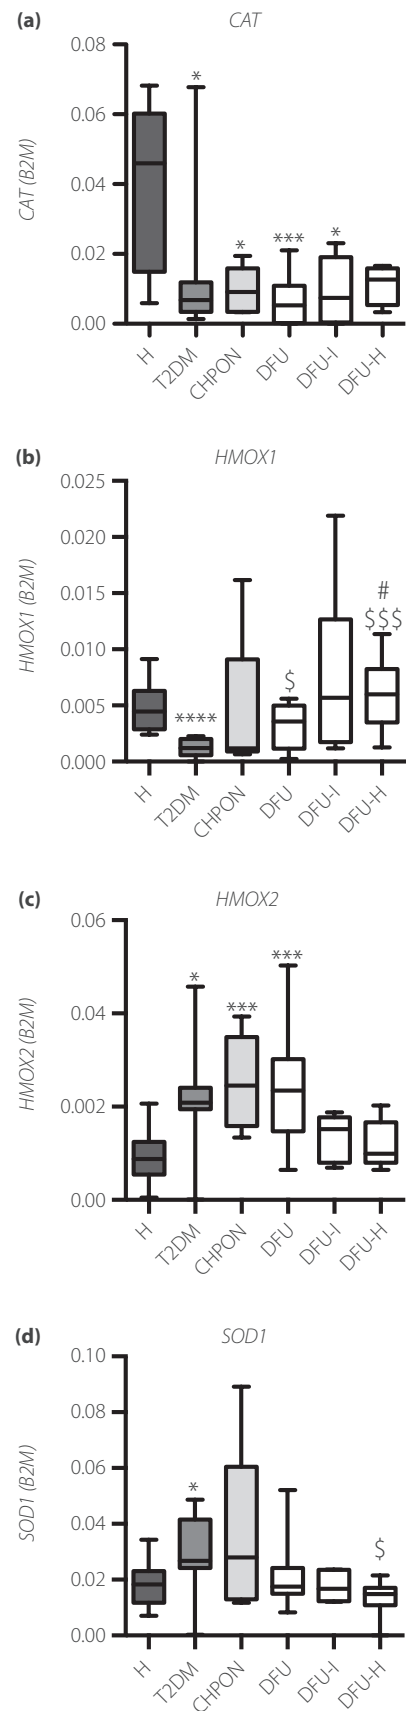 (a) CAT
0.08
*
0.06
CAT (B2M)
0.04
*** *
*
0.02
0.00
H T2DM CHPON DFU DFU-I DFU-H
(b) HMOX1
0.025
0.020
HMOX1 (B2M)
0.015
#
$$$
0.010
$
****
0.005
0.000
H T2DM CHPON DFU DFU-I DFU-H
(c) HMOX2
0.06
***
*
***
0.04
HMOX2 (B2M)
0.002
0.00
H T2DM CHPON DFU DFU-I DFU-H
(d) SOD1
0.10
0.08
0.06
SOD1 (B2M)
*
0.04
$
0.02
0.00
H T2DM CHPON DFU DFU-I DFU-H